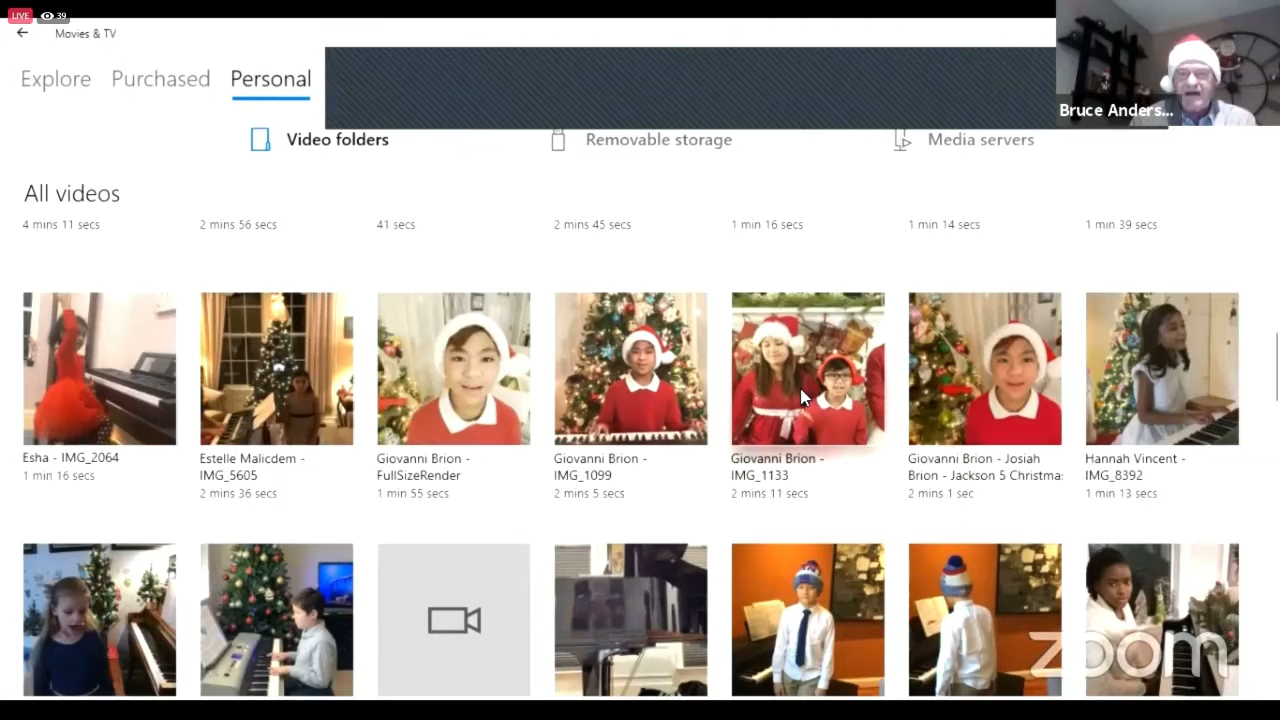 LIVE 39
Movies & TV
Explore Purchased Personal
Bruce Anders...
Video folders Removable storage Media servers
All videos
4 mins 11 secs 2 mins 56 secs 41 secs 2 mins 45 secs 1 min 16 secs 1 min 14 secs 1 min 39 secs
Esha - IMG_2064 Estelle Malicdem - Giovanni Brion - Giovanni Brion - Giovanni Brion - Giovanni Brion - Josiah Hannah Vincent -
1 min 16 secs IMG_5605 FullSizeRender IMG_1099 IMG_1133 Brion - Jackson 5 Christma IMG_8392
2 mins 36 secs 1 min 55 secs 2 mins 5 secs 2 mins 11 secs 2 mins 1 sec 1 min 13 secs
zoom